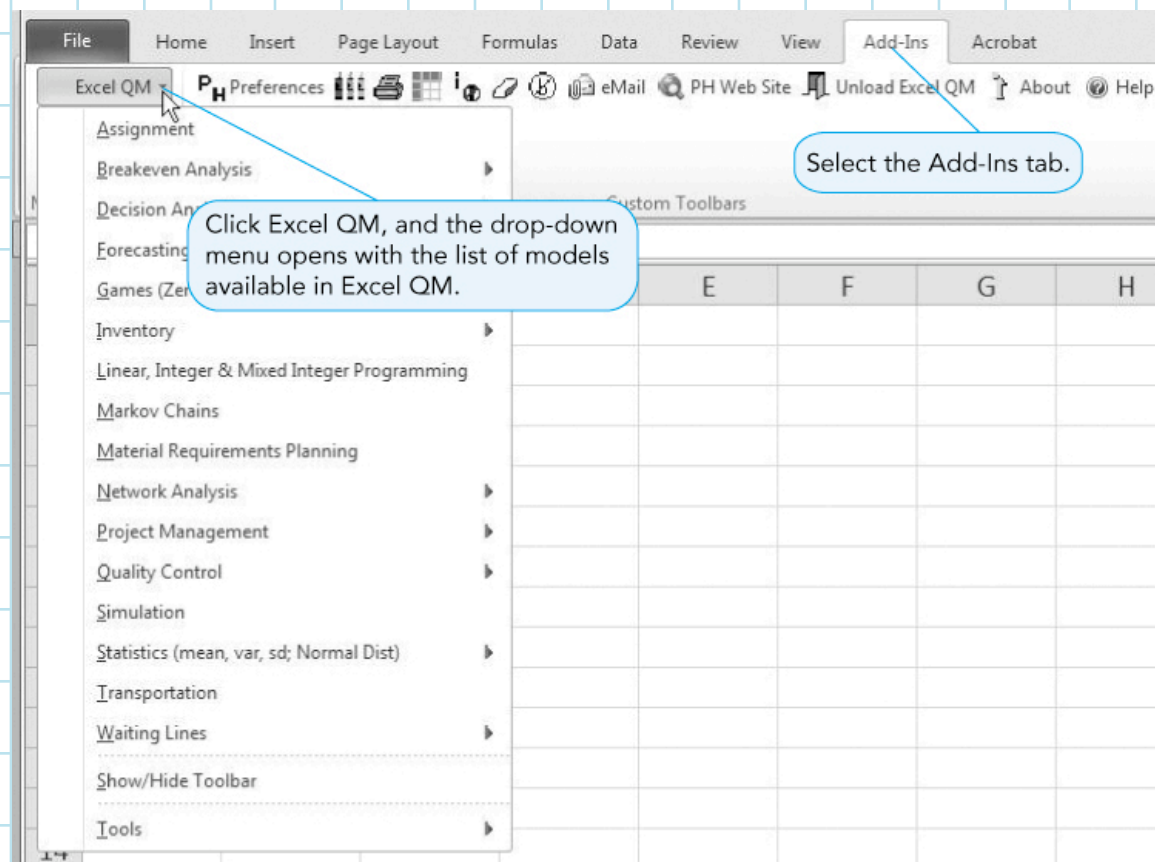 File Home Insert Page Layout Formulas Data Review View Add-Ins Acrobat
Excel QM PH Preferences eMail PH Web Site Unload Excel QM About Help
Select the Add-Ins tab.
Custom Toolbars
Click Excel QM, and the drop-down
menu opens with the list of models
available in Excel QM.
E F G H
Assignment
Breakeven Analysis
Decision
Forecasting
Games
Inventory
Linear, Integer & Mixed Integer Programming
Markov Chains
Material Requirements Planning
Network Analysis
Project Management
Quality Control
Simulation
Statistics (mean, var, sd; Normal Dist)
Transportation
Waiting Lines
Show/Hide Toolbar
Tools
14